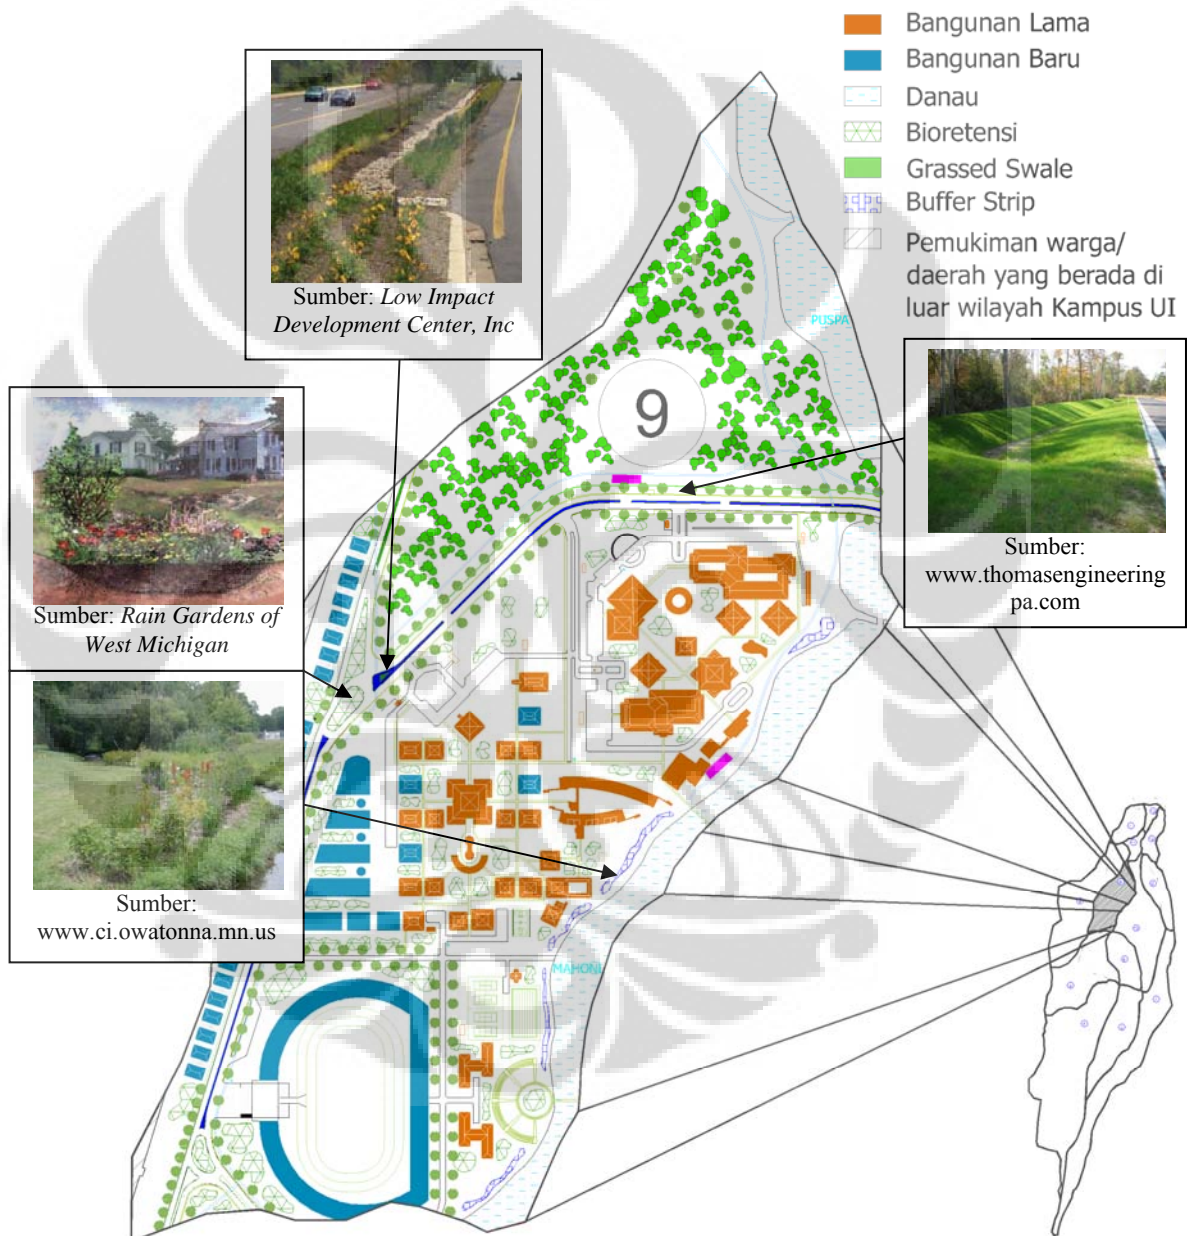 Bangunan Lama
Bangunan Baru
Danau
Bioretensi
Grassed Swale
Buffer Strip
Pemukiman warga/
daerah yang berada di
luar wilayah Kampus UI
Sumber: Low Impact
Development Center, Inc
PUSPA
9
Sumber: Rain Gardens of
West Michigan
Sumber:
www.thomasengineering
pa.com
Sumber:
www.ci.owatonna.mn.us
MAHONI